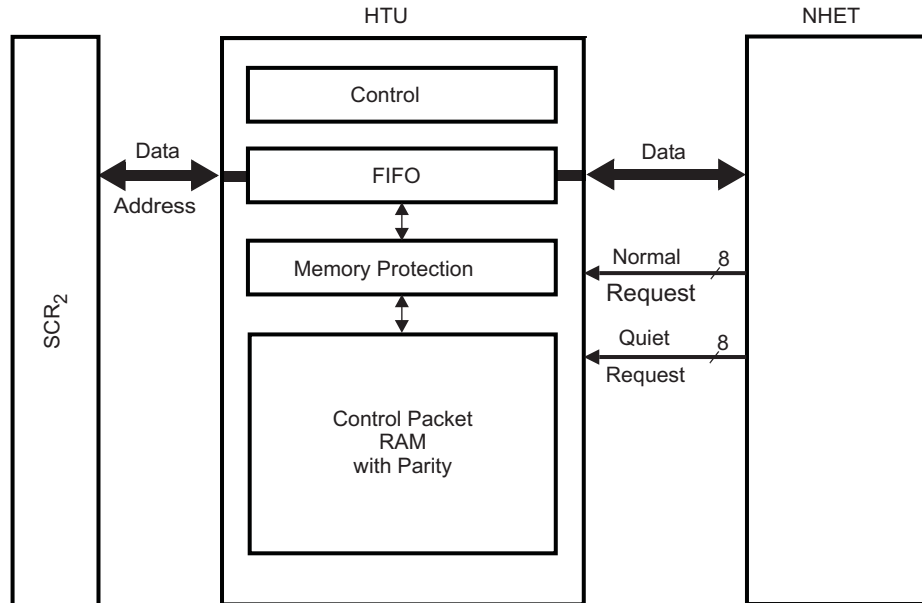 HTU
NHET
Control
Data
Address
FIFO
Data
Memory Protection
Normal
8
Request
Quiet
8
Request
SCR2
Control Packet
RAM
with Parity